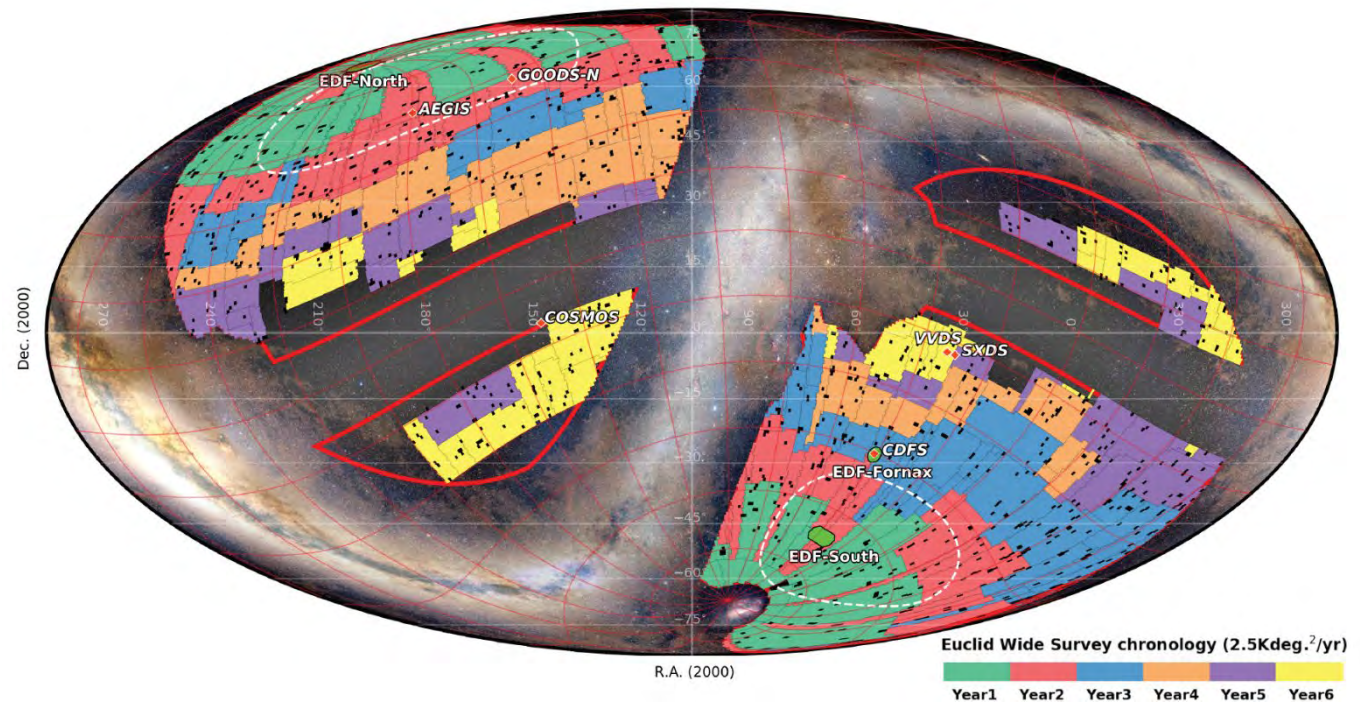 60°
EDF-North
GOODS-N
AEGIS
45°
30°
15°
Dec. (2000)
270
240
210
180
150
120
90
60
30
0
330
300
COSMOS
VVDS
SXDS
−15°
−30°
CDFS
EDF-Fornax
−45°
EDF-South
−60°
−75°
R.A. (2000)
Euclid Wide Survey chronology (2.5Kdeg.²/yr)
Year1 Year2 Year3 Year4 Year5 Year6